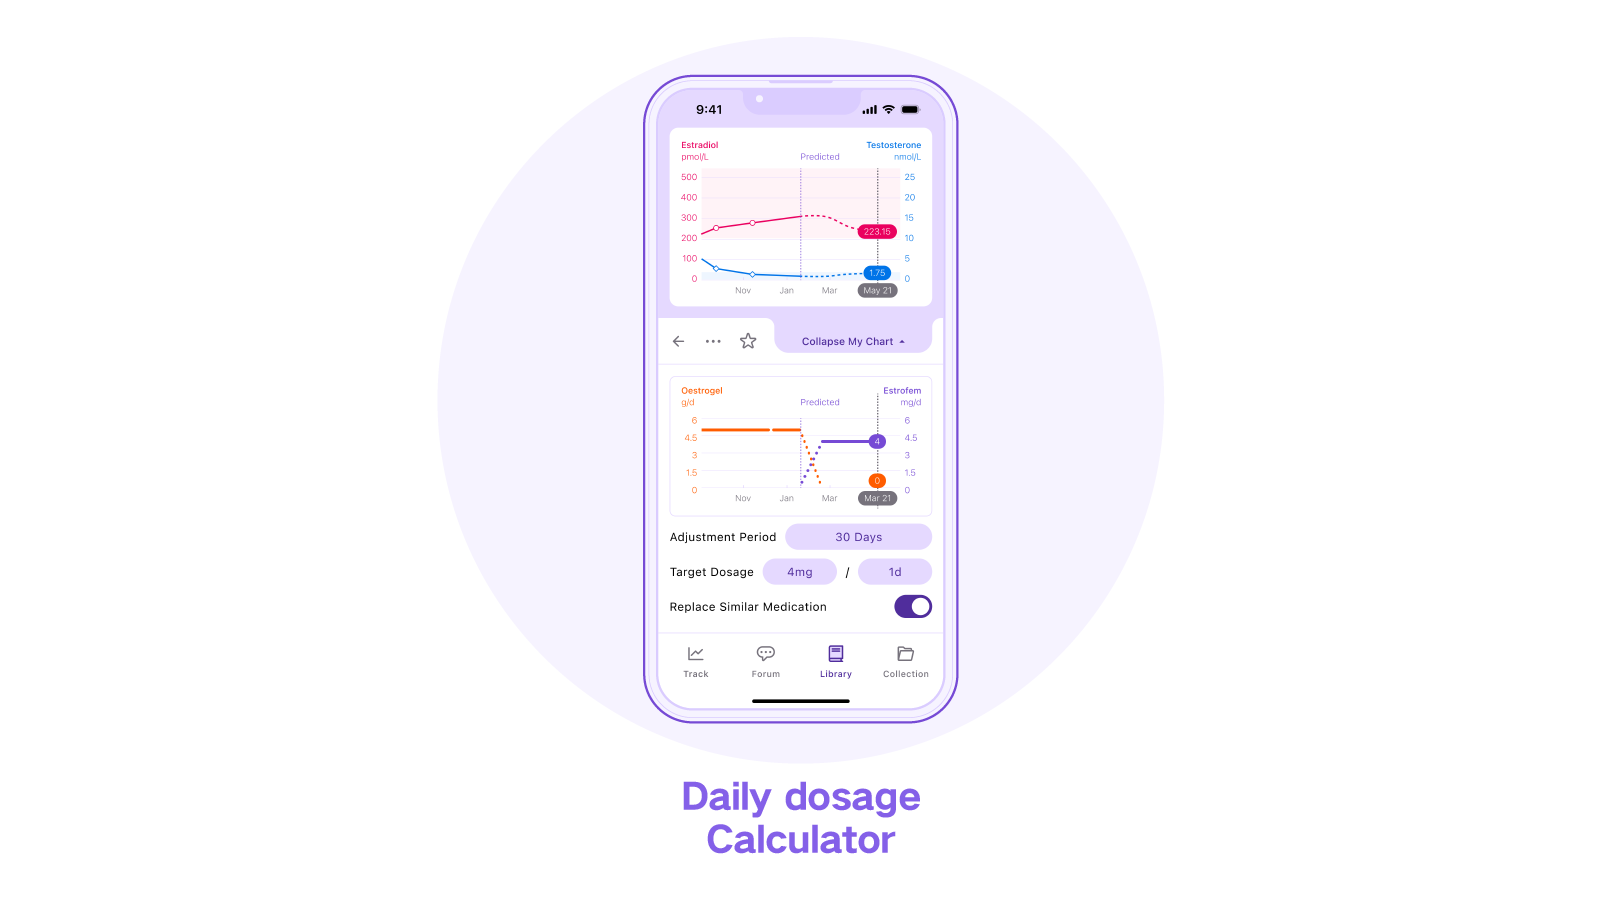 9:41
Estradiol Testosterone
pmol/L Predicted nmol/L
500 25
400 20
300 15
223.15
200 10
100 5
1.75
0 0
Nov Jan Mar May 21
Collapse My Chart
Oestrogel Estrofem
g/d Predicted mg/d
6 6
4.5 4 4.5
3 3
1.5 1.5
0
0 0
Nov Jan Mar Mar 21
Adjustment Period 30 Days
Target Dosage 4mg / 1d
Replace Similar Medication
Track Forum Library Collection
Daily dosage
Calculator